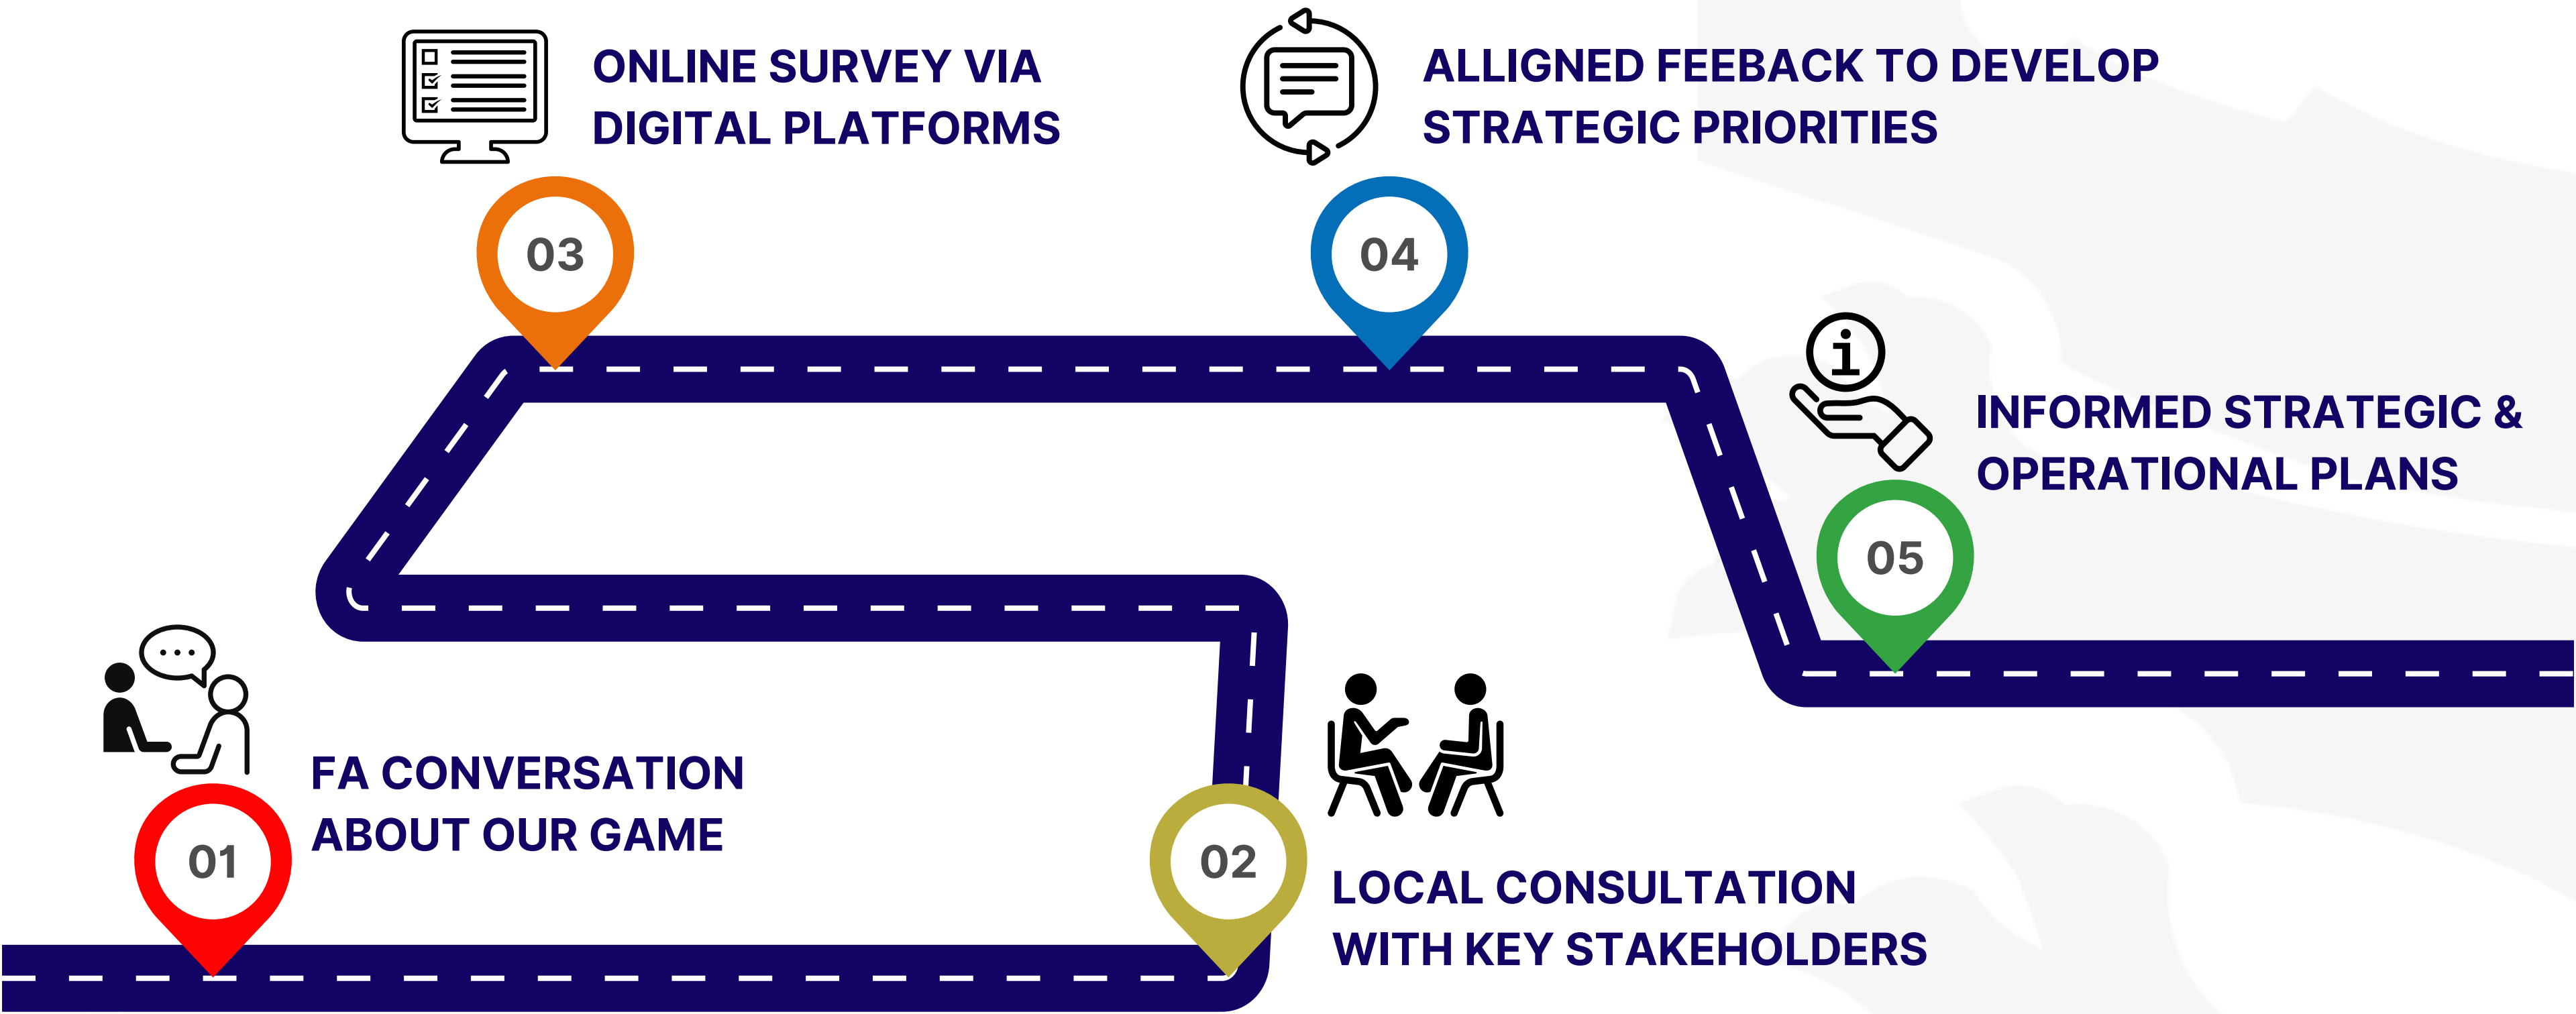 ONLINE SURVEY VIA
DIGITAL PLATFORMS
03
ALLIGNED FEEBACK TO DEVELOP
STRATEGIC PRIORITIES
04
i
INFORMED STRATEGIC &
OPERATIONAL PLANS
05
FA CONVERSATION
ABOUT OUR GAME
01
02
LOCAL CONSULTATION
WITH KEY STAKEHOLDERS